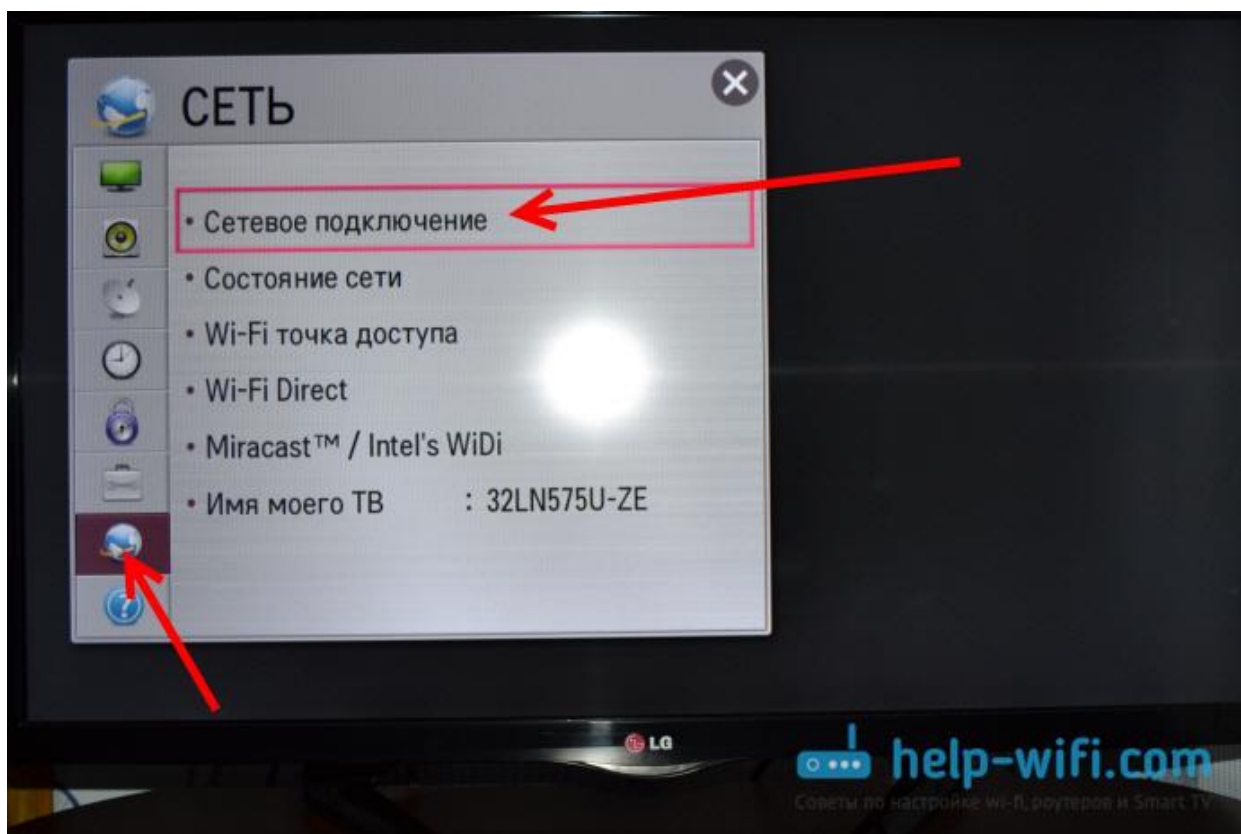 СЕТЬ
• Сетевое подключение
• Состояние сети
• Wi-Fi точка доступа
• Wi-Fi Direct
• Miracast™ / Intel's WiDi
• Имя моего ТВ : 32LN575U-ZE
LG
help-wifi.com
Советы по настройке wi-fi, роутеров и Smart TV